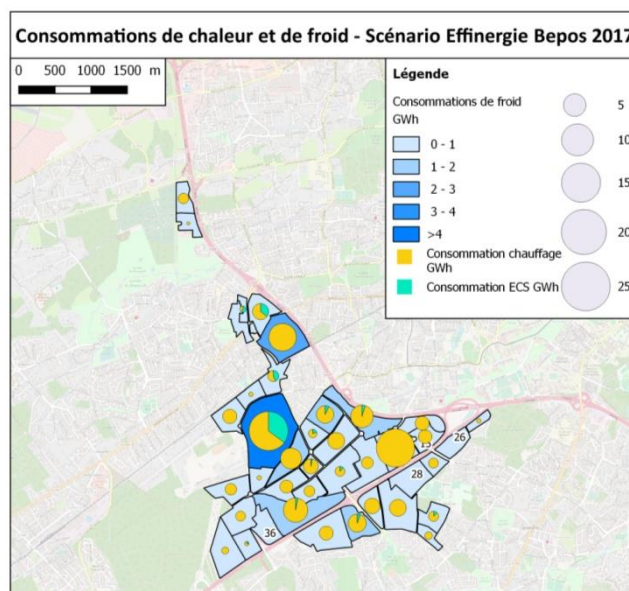 Consommations de chaleur et de froid - Scénario Effinergie Bepos 2017
0 500 1000 1500 m
Légende
Consommations de froid
GWh
0 - 1
1 - 2
2 - 3
3 - 4
>4
Consommation chauffage
GWh
Consommation ECS GWh
5
10
15
20
25
26
28
36